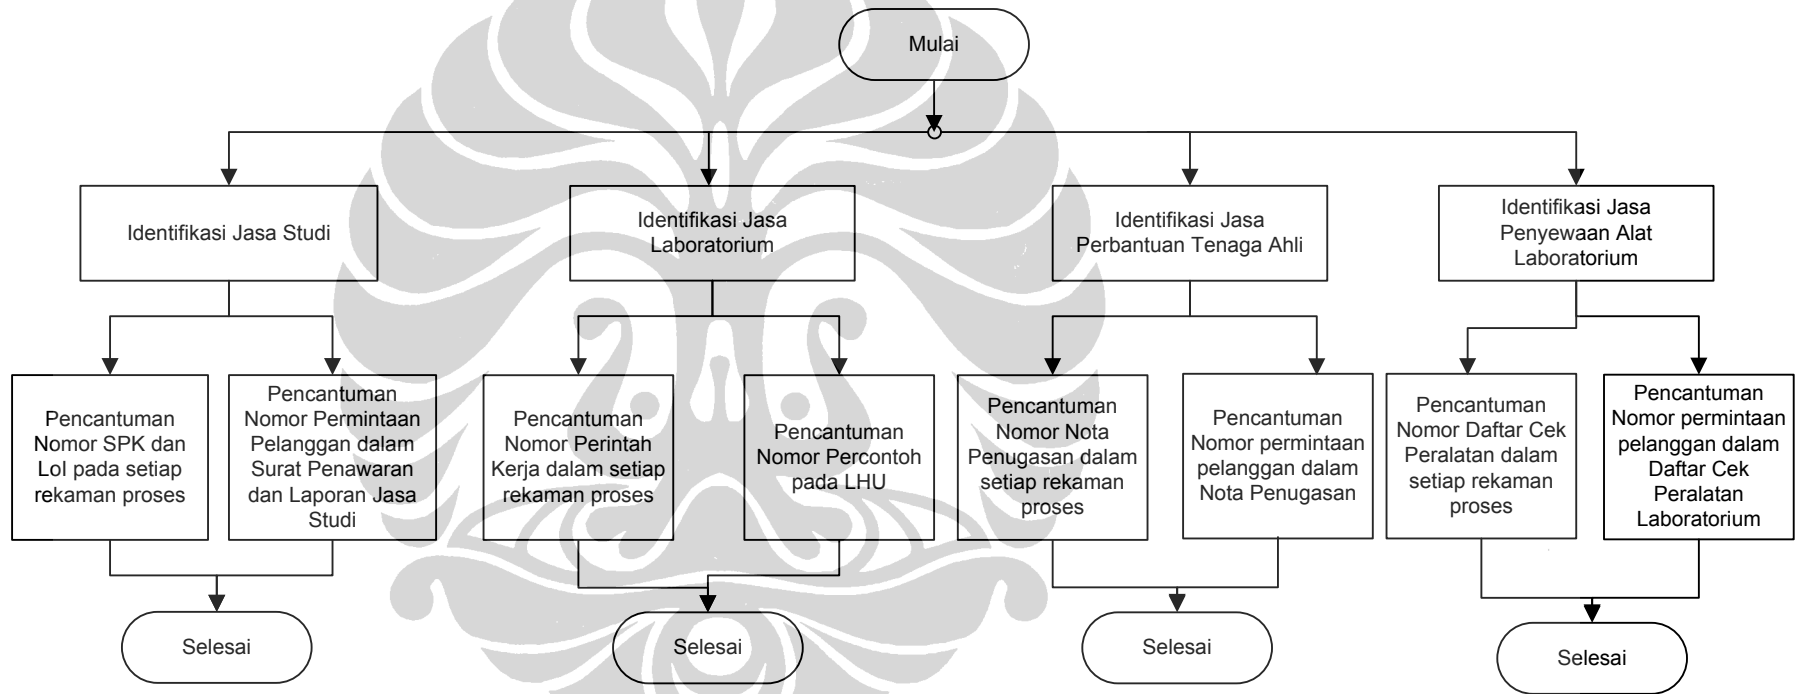 Mulai
Identifikasi Jasa Studi
Identifikasi Jasa
Laboratorium
Identifikasi Jasa
Perbantuan Tenaga Ahli
Identifikasi Jasa
Penyewaan Alat
Laboratorium
Pencantuman
Nomor SPK dan
LoI pada setiap
rekaman proses
Pencantuman
Nomor Permintaan
Pelanggan dalam
Surat Penawaran
dan Laporan Jasa
Studi
Pencantuman
Nomor Perintah
Kerja dalam setiap
rekaman proses
Pencantuman
Nomor Percontoh
pada LHU
Pencantuman
Nomor Nota
Penugasan dalam
setiap rekaman
proses
Pencantuman
Nomor permintaan
pelanggan dalam
Nota Penugasan
Pencantuman
Nomor Daftar Cek
Peralatan dalam
setiap rekaman
proses
Pencantuman
Nomor permintaan
pelanggan dalam
Daftar Cek
Peralatan
Laboratorium
Selesai
Selesai
Selesai
Selesai